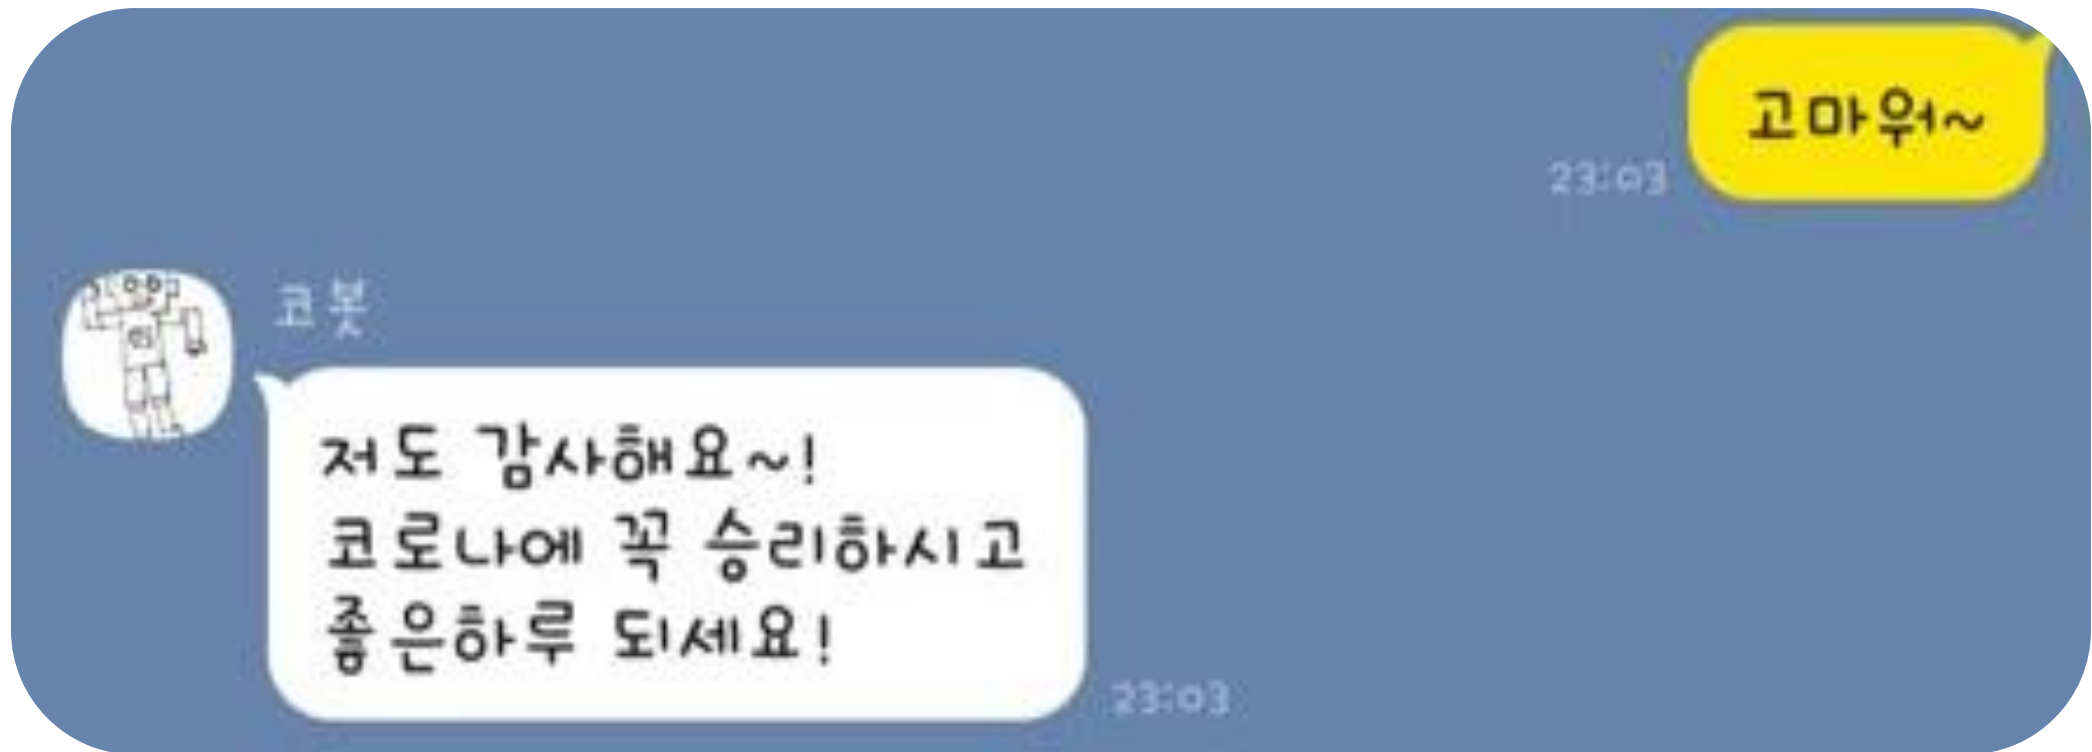 고마워~
23:03
코봇
저도 감사해요~!
코로나에 꼭 승리하시고
좋은하루 되세요!
23:03